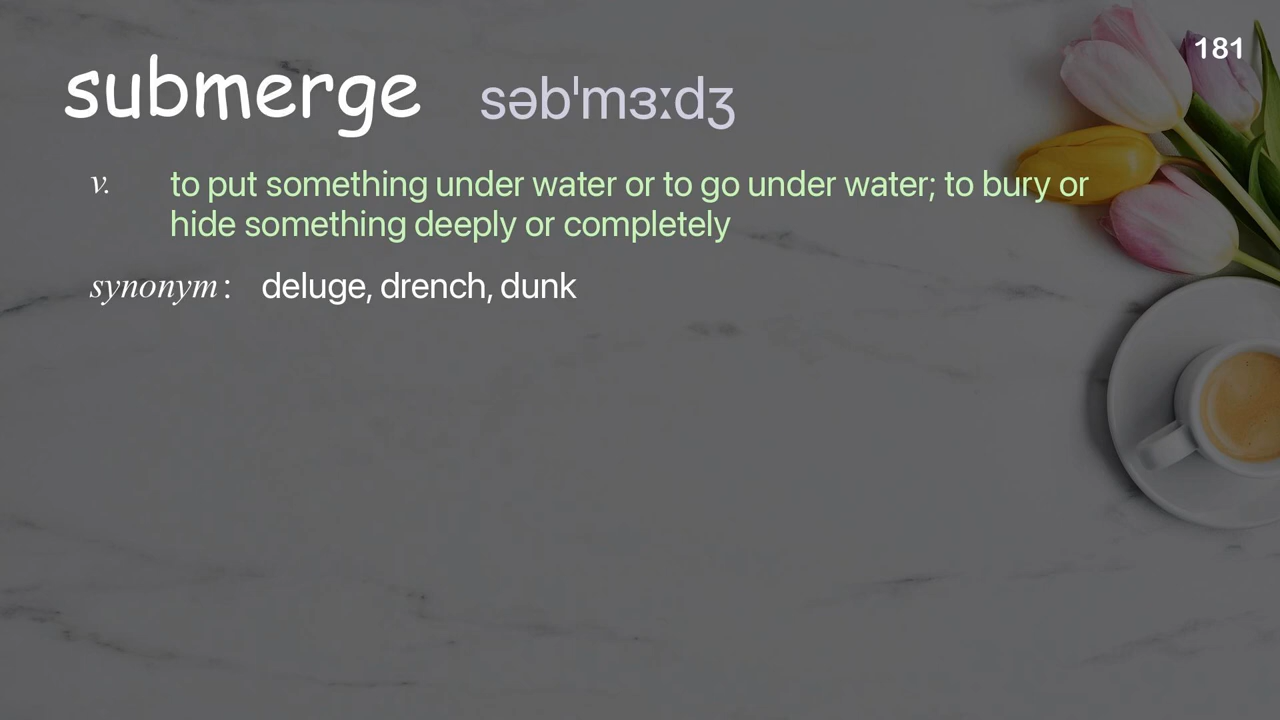 181
submerge səbˈmɜːdʒ
v. to put something under water or to go under water; to bury or
hide something deeply or completely
synonym : deluge, drench, dunk